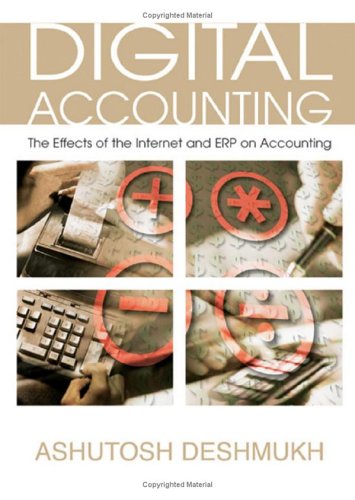 Copyrighted Material
DIGITAL
ACCOUNTING
The Effects of the Internet and ERP on Accounting
ASHUTOSH DESHMUKH
Copyrighted Material